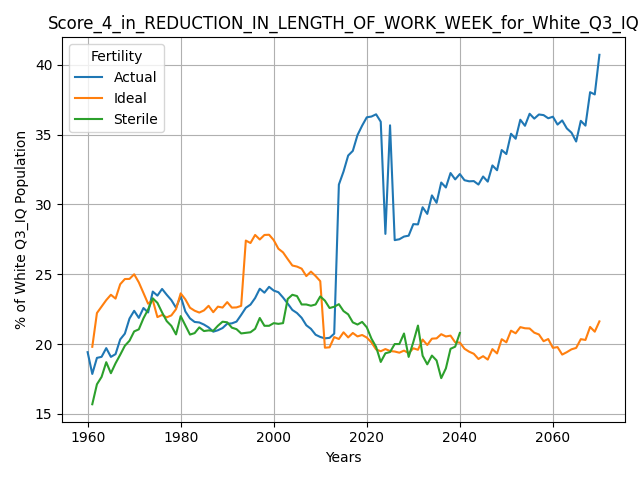 Score_4_in_REDUCTION_IN_LENGTH_OF_WORK_WEEK_for_White_Q3_IQ
Fertility
Actual
Ideal
Sterile
40
35
30
25
20
15
% of White Q3_IQ Population
1960 1980 2000 2020 2040 2060
Years